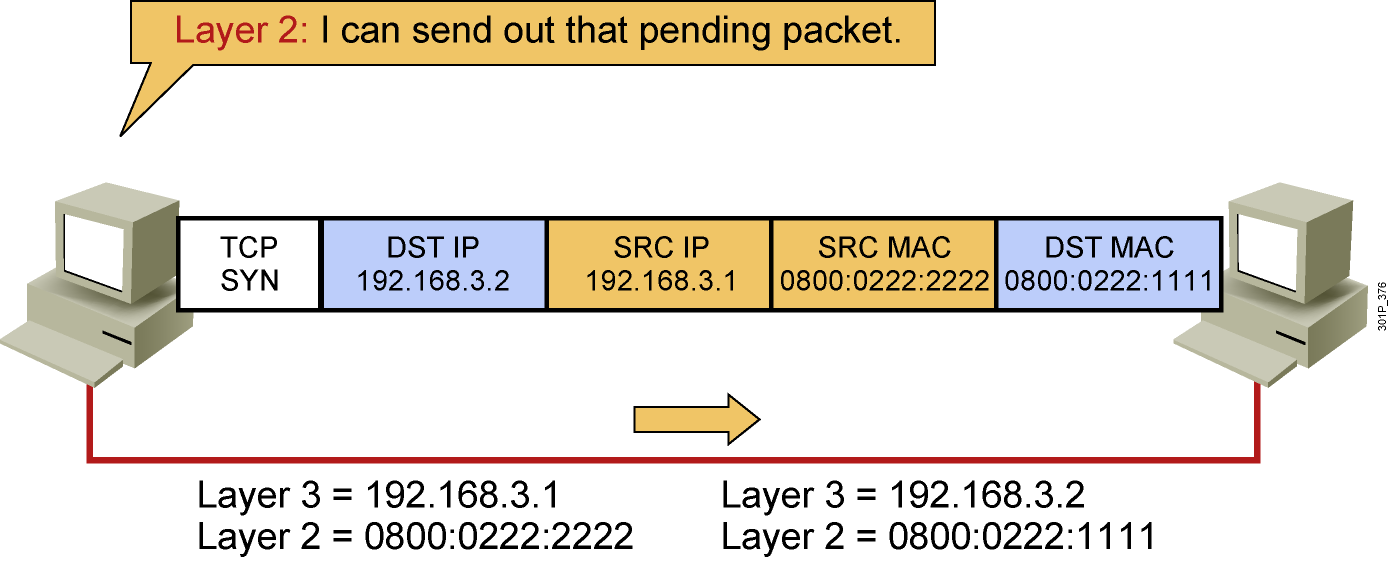 Layer 2: I can send out that pending packet.
TCP
SYN
DST IP
192.168.3.2
SRC IP
192.168.3.1
SRC MAC
0800:0222:2222
DST MAC
0800:0222:1111
301P_376
Layer 3 = 192.168.3.1
Layer 2 = 0800:0222:2222
Layer 3 = 192.168.3.2
Layer 2 = 0800:0222:1111